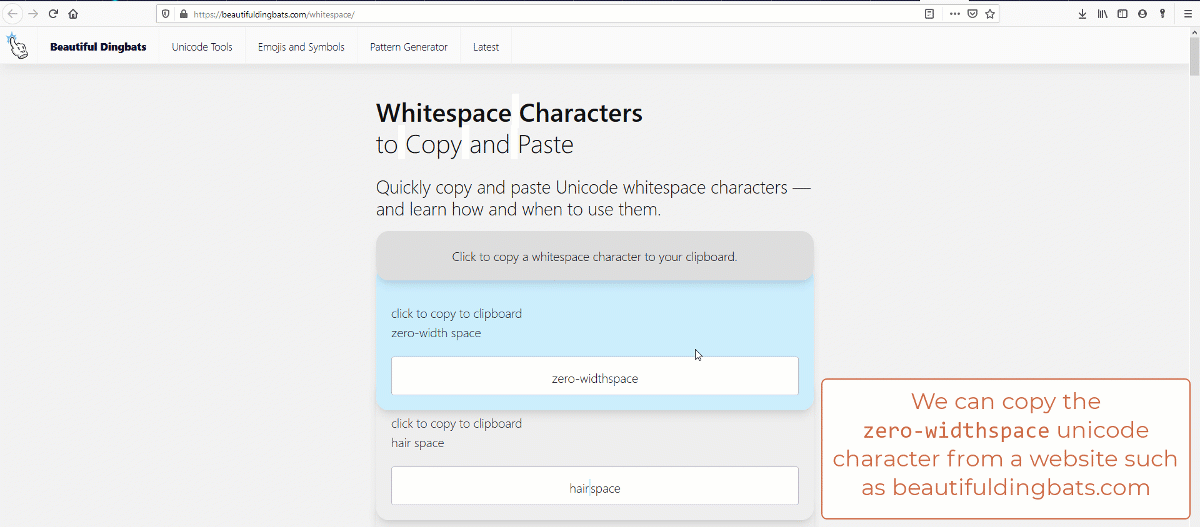 https://beautifuldingbats.com/whitespace/
Beautiful Dingbats
Unicode Tools
Emojis and Symbols
Pattern Generator
Latest
Whitespace Characters
to Copy and Paste
Quickly copy and paste Unicode whitespace characters —
and learn how and when to use them.
Click to copy a whitespace character to your clipboard.
click to copy to clipboard
zero-width space
zero-widthspace
click to copy to clipboard
hair space
hair space
We can copy the
zero-widthspace unicode
character from a website such
as beautifuldingbats.com